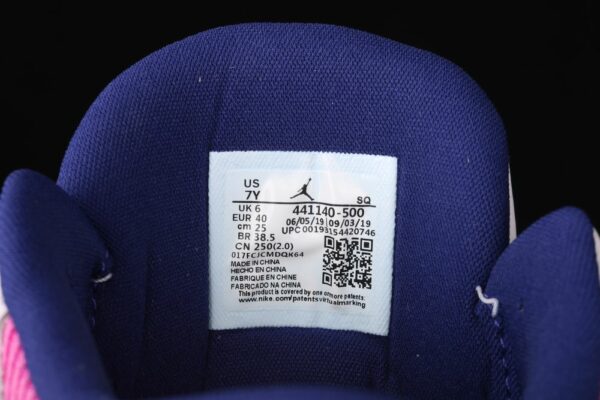 US
7Y
SQ
UK 6
441140-500
EUR 40
06/05/19 09/03/19
cm 25
UPC 00193154420746
BR 38.5
CN 250(2.0)
017FCJCMDQK64
MADE IN CHINA
HECHO EN CHINA
FABRIQUE EN CHINE
FABRICADO NA CHINA
This product is covered by one or more patents.
www.nike.com/patentsvirtualmarking